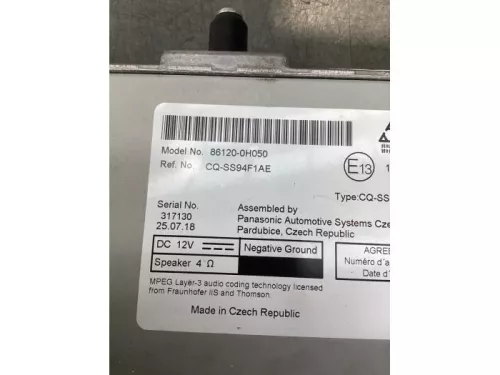 Model No. 86120-0H050
Ref. No. CQ-SS94F1AE
E13
Type:CQ-SS
Serial No.
317130
25.07.18
Assembled by
Panasonic Automotive Systems Cze
Pardubice, Czech Republic
DC 12V
Negative Ground
Speaker 4 Ω
AGREE
Numéro d'a
Date d'
MPEG Layer-3 audio coding technology licensed
from Fraunhofer IIS and Thomson.
Made in Czech Republic